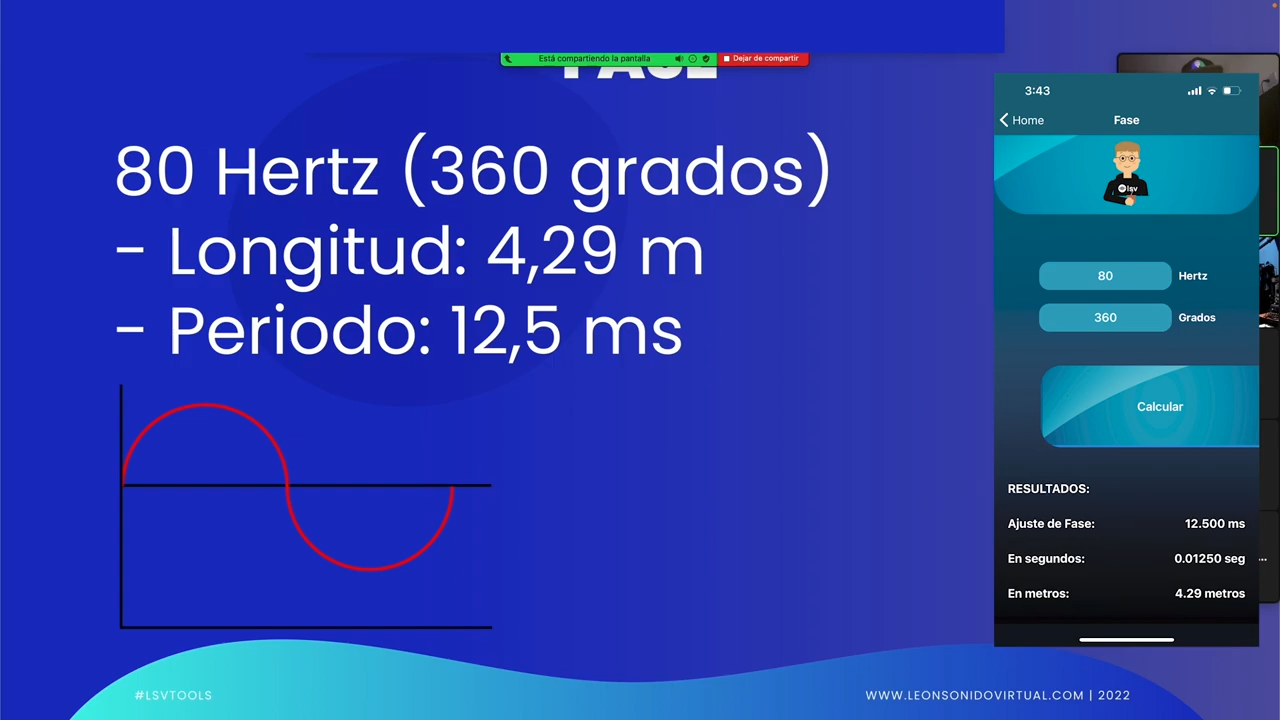 Está compartiendo la pantalla
Dejar de compartir
FASE
80 Hertz (360 grados)
- Longitud: 4,29 m
- Periodo: 12,5 ms
#LSVTOOLS
WWW.LEONSONIDOVIRTUAL.COM | 2022
3:43
Home
Fase
lsv
80 Hertz
360 Grados
Calcular
RESULTADOS:
Ajuste de Fase: 12.500 ms
En segundos: 0.01250 seg
En metros: 4.29 metros